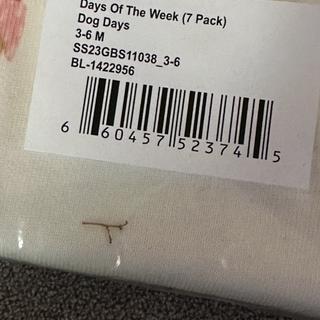 Days Of The Week (7 Pack)
Dog Days
3-6 M
SS23GBS11038_3-6
BL-1422956
6 60457 52374 5